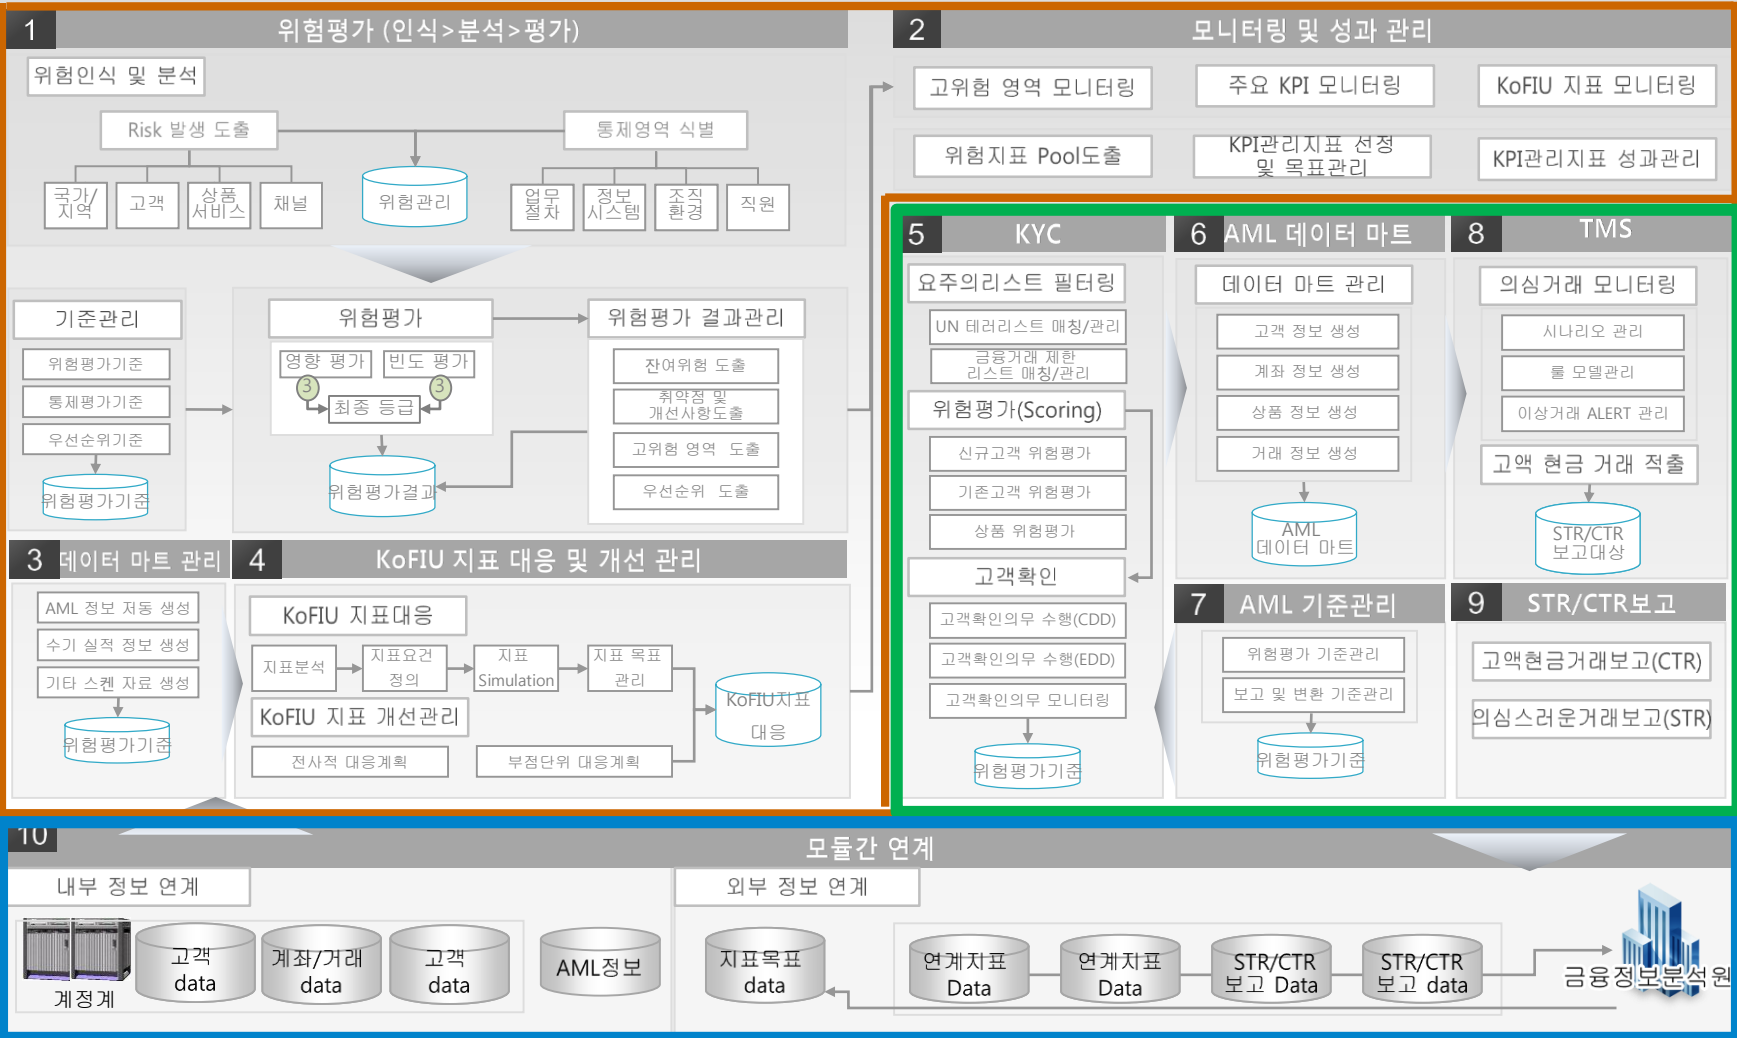 1
위험평가 (인식>분석>평가)
위험인식 및 분석
Risk 발생 도출
통제영역 식별
국가/
지역
고객
상품
서비스
채널
위험관리
업무
절차
정보
시스템
조직
환경
직원
기준관리
위험평가기준
통제평가기준
우선순위기준
위험평가기준
위험평가
영향 평가
빈도 평가
3
3
최종 등급
위험평가결과
위험평가 결과관리
잔여위험 도출
취약점 및
개선사항도출
고위험 영역 도출
우선순위 도출
2
모니터링 및 성과 관리
고위험 영역 모니터링
주요 KPI 모니터링
KoFIU 지표 모니터링
위험지표 Pool도출
KPI관리지표 선정
및 목표관리
KPI관리지표 성과관리
3
데이터 마트 관리
AML 정보 저동 생성
수기 실적 정보 생성
기타 스켄 자료 생성
위험평가기준
4
KoFIU 지표 대응 및 개선 관리
KoFIU 지표대응
지표분석
지표요건
정의
지표
Simulation
지표 목표
관리
KoFIU 지표 개선관리
전사적 대응계획
부점단위 대응계획
KoFIU지표
대응
5
KYC
요주의리스트 필터링
UN 테러리스트 매칭/관리
금융거래 제한
리스트 매칭/관리
위험평가(Scoring)
신규고객 위험평가
기존고객 위험평가
상품 위험평가
고객확인
고객확인의무 수행(CDD)
고객확인의무 수행(EDD)
고객확인의무 모니터링
위험평가기준
6
AML 데이터 마트
데이터 마트 관리
고객 정보 생성
계좌 정보 생성
상품 정보 생성
거래 정보 생성
AML
데이터 마트
7
AML 기준관리
위험평가 기준관리
보고 및 변환 기준관리
위험평가기준
8
TMS
의심거래 모니터링
시나리오 관리
룰 모델관리
이상거래 ALERT 관리
고액 현금 거래 적출
STR/CTR
보고대상
9
STR/CTR보고
고액현금거래보고(CTR)
의심스러운거래보고(STR)
10
모듈간 연계
내부 정보 연계
계정계
고객
data
계좌/거래
data
고객
data
AML정보
외부 정보 연계
지표목표
data
연계지표
Data
연계지표
Data
STR/CTR
보고 Data
STR/CTR
보고 data
금융정보분석원